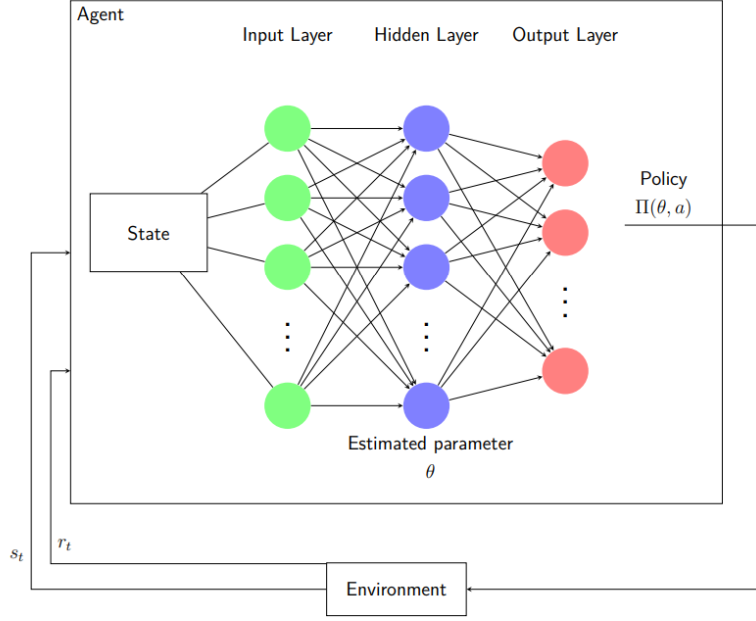 Agent
Input Layer
Hidden Layer
Output Layer
State
Policy
Π(θ, a)
Estimated parameter
θ
s_t
r_t
Environment